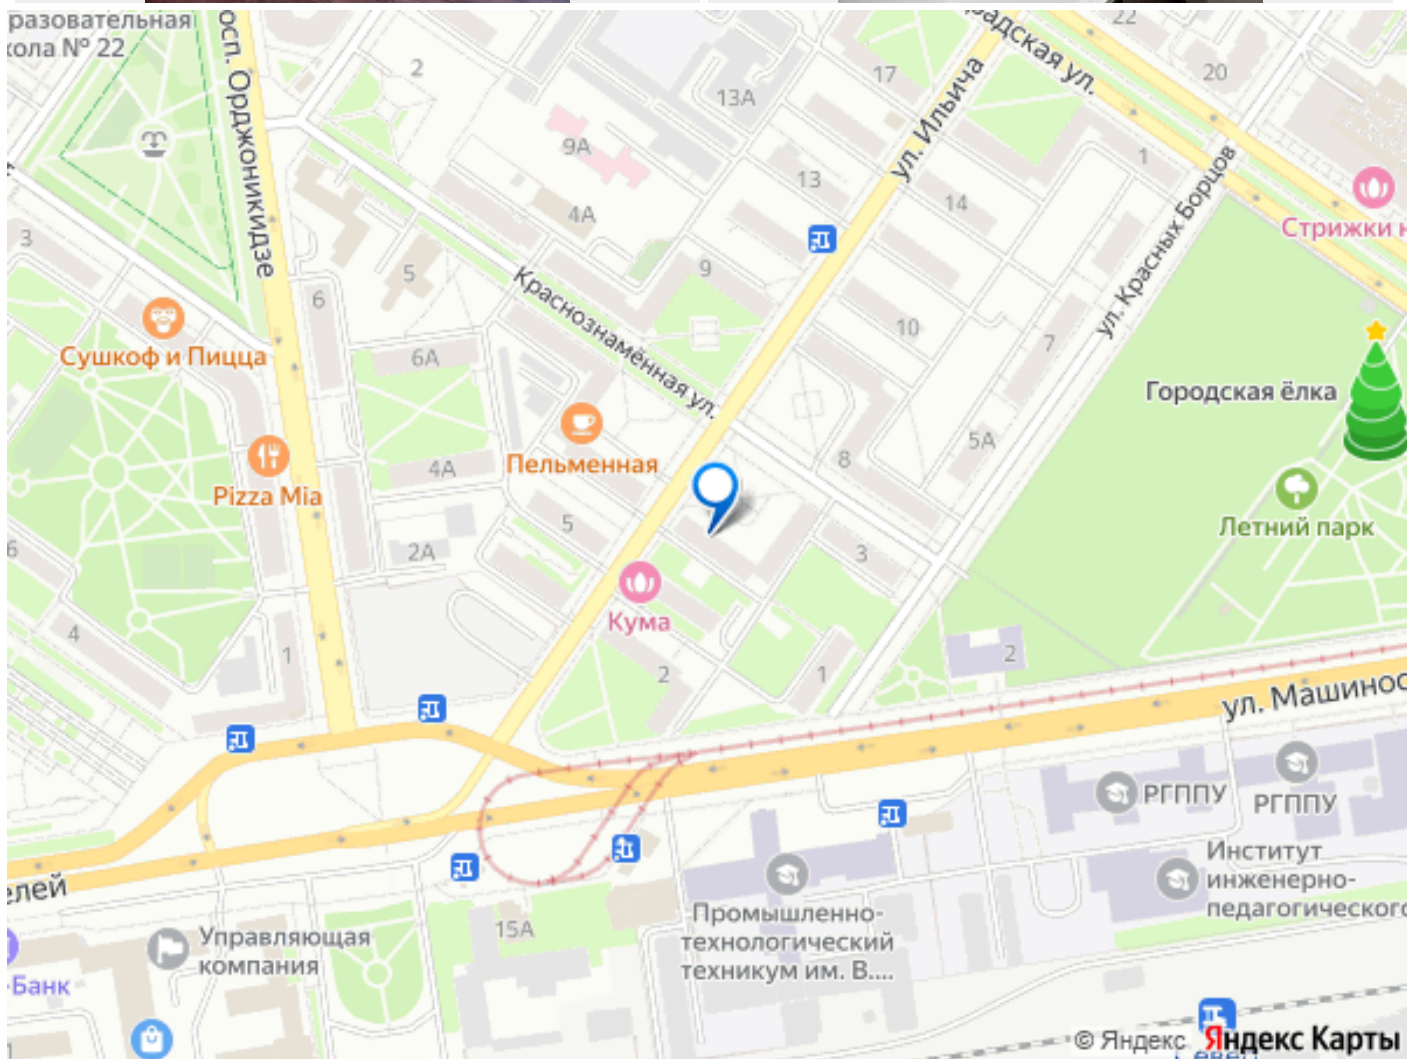 разовательная
кола № 22
осп. Орджоникидзе
2
17
13А
ул. Ильича
радская ул.
22
20
9А
13
14
1
4А
Стрижки н
3
5
6
9
Краснознамённая ул.
10
7
ул. Красных Борцов
Сушкоф и Пицца
6А
Городская ёлка
Pizza Mia
4А
Пельменная
8
5А
Летний парк
6
2А
5
3
Кума
4
1
2
1
2
ул. Машинос
РГППУ
РГППУ
елей
Институт
инженерно-
педагогическог
Управляющая
компания
15А
Промышленно-
технологический
техникум им. В....
-Банк
© Яндекс Яндекс Карты